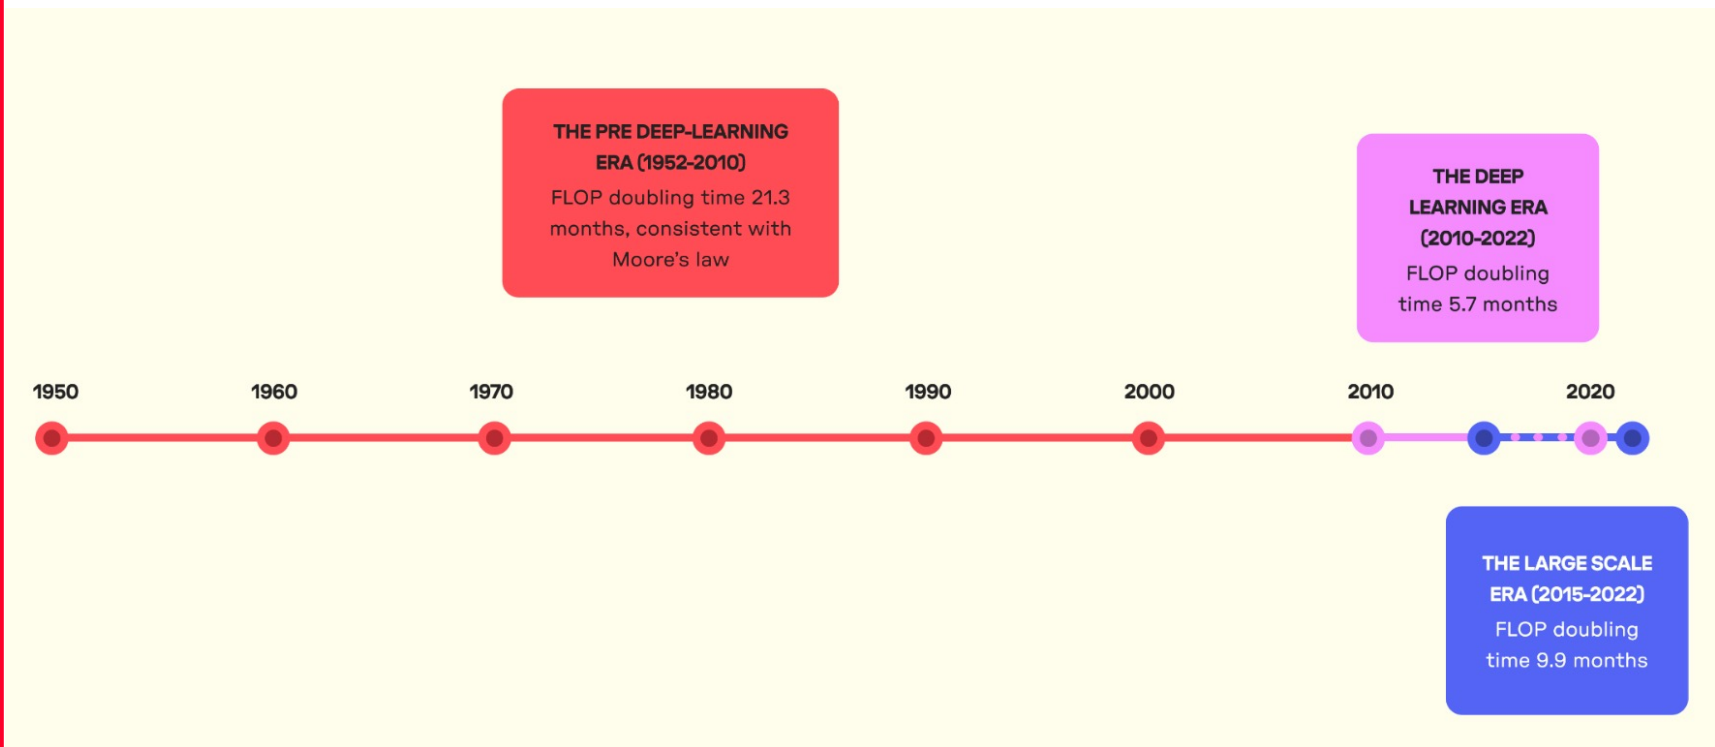 THE PRE DEEP-LEARNING
ERA (1952-2010)
FLOP doubling time 21.3
months, consistent with
Moore's law
THE DEEP
LEARNING ERA
(2010-2022)
FLOP doubling
time 5.7 months
1950
1960
1970
1980
1990
2000
2010
2020
THE LARGE SCALE
ERA (2015-2022)
FLOP doubling
time 9.9 months